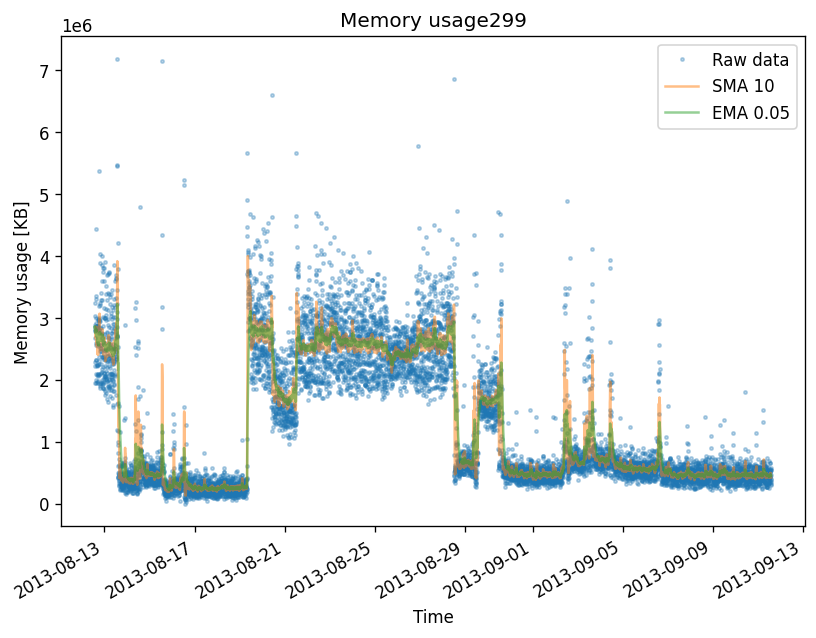 Memory usage299
1e6
Raw data
SMA 10
EMA 0.05
7
6
5
4
3
2
1
0
Memory usage [KB]
2013-08-13
2013-08-17
2013-08-21
2013-08-25
2013-08-29
2013-09-01
2013-09-05
2013-09-09
2013-09-13
Time